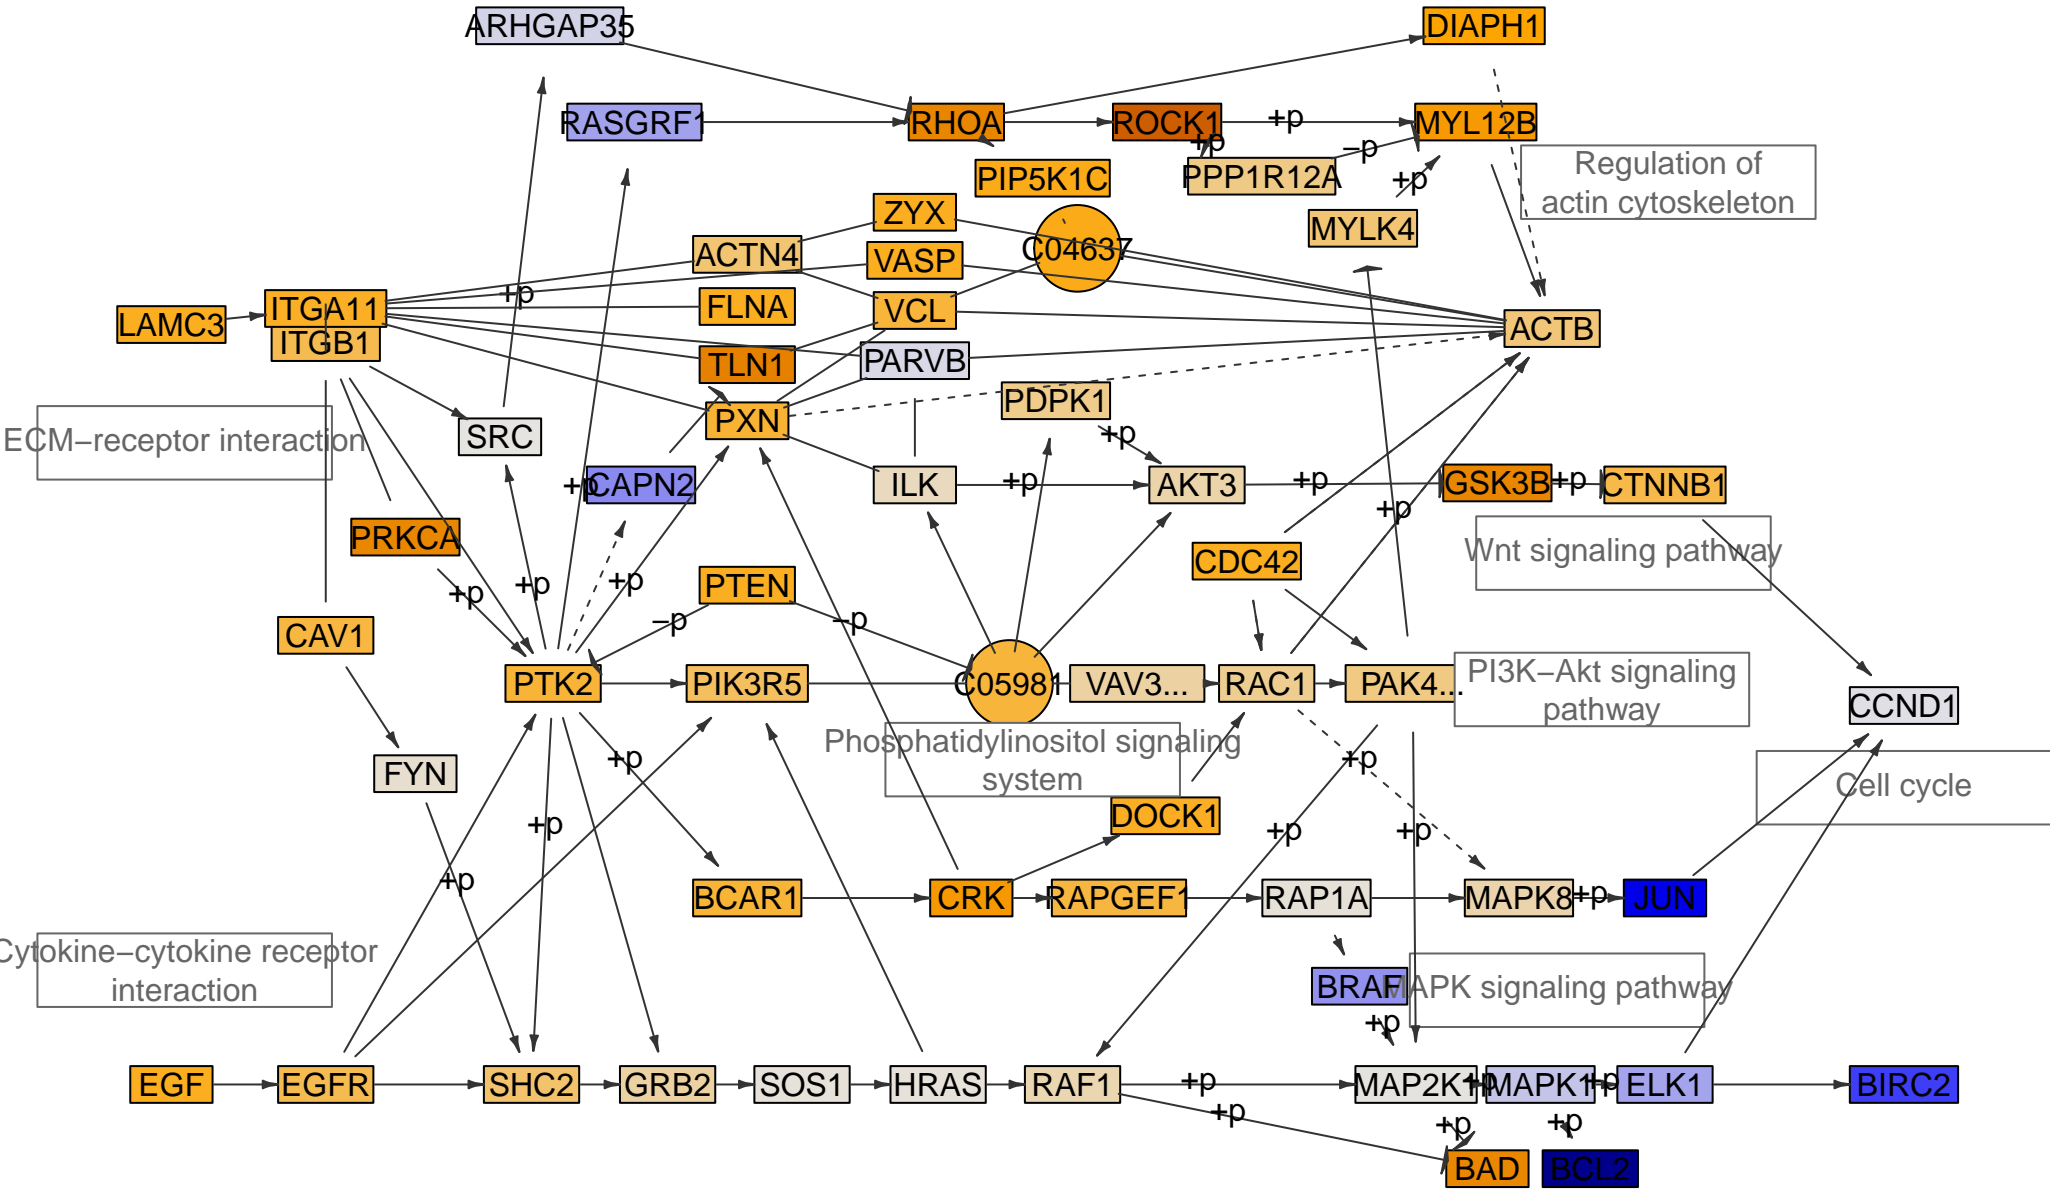 ARHGAP35
DIAPH1
RASGRF1
RHOA
ROCK1
+p
MYL12B
+p
−p
PIP5K1C
PPP1R12A
+p
Regulation of
actin cytoskeleton
ZYX
MYLK4
ACTN4
C04637
VASP
+p
LAMC3
ITGA11
FLNA
VCL
ITGB1
ACTB
TLN1
PARVB
PDPK1
PXN
ECM−receptor interaction
SRC
+p
+p
CAPN2
ILK
+p
AKT3
+p
GSK3B
+p
CTNNB1
+p
PRKCA
Wnt signaling pathway
CDC42
+p
+p
+p
PTEN
−p
−p
CAV1
PTK2
PIK3R5
C05981
VAV3...
RAC1
PAK4...
PI3K−Akt signaling
pathway
CCND1
Phosphatidylinositol signaling
system
+p
+p
FYN
Cell cycle
DOCK1
+p
+p
+p
+p
BCAR1
CRK
RAPGEF1
RAP1A
MAPK8
+p
JUN
Cytokine−cytokine receptor
interaction
BRAF
MAPK signaling pathway
+p
EGF
EGFR
SHC2
GRB2
SOS1
HRAS
RAF1
+p
MAP2K1
+p
MAPK1
+p
ELK1
BIRC2
+p
+p
+p
BAD
BCL2